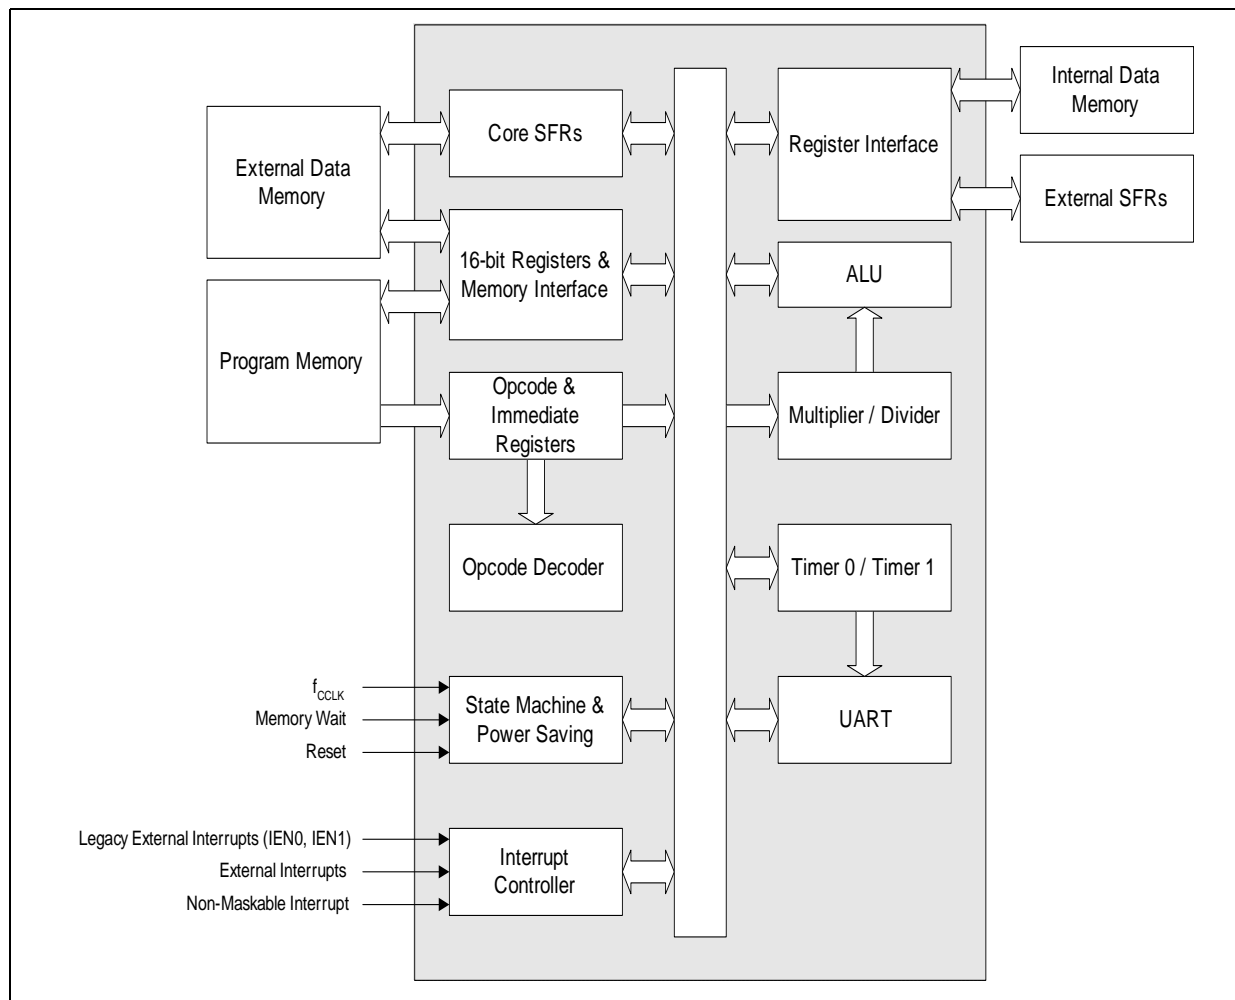 Internal Data
Memory
Core SFRs
Register Interface
External Data
Memory
External SFRs
16-bit Registers &
Memory Interface
ALU
Program Memory
Opcode &
Immediate
Registers
Multiplier / Divider
Opcode Decoder
Timer 0 / Timer 1
fCCLK
Memory Wait
Reset
State Machine &
Power Saving
UART
Legacy External Interrupts (IEN0, IEN1)
External Interrupts
Non-Maskable Interrupt
Interrupt
Controller